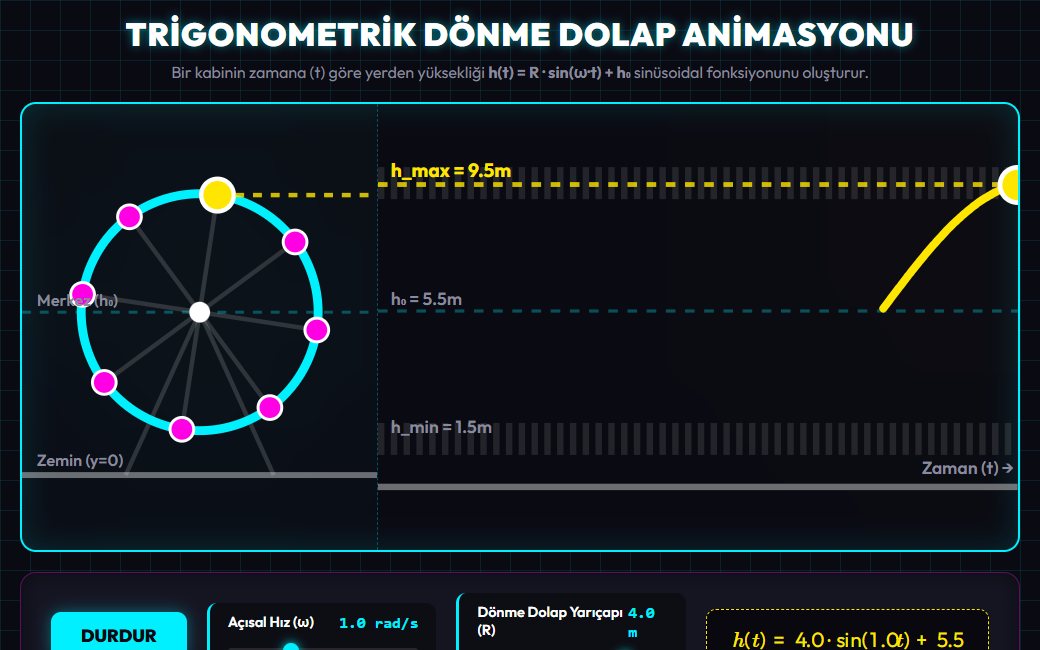 TRİGONOMETRİK DÖNME DOLAP ANİMASYONU
Bir kabinin zamana (t) göre yerden yüksekliği h(t) = R · sin(ω·t) + h₀ sinüsoidal fonksiyonunu oluşturur.
h_max = 9.5m
Merkez (h₀)
h₀ = 5.5m
h_min = 1.5m
Zemin (y=0)
Zaman (t) →
DURDUR
Açısal Hız (ω) 1.0 rad/s
Dönme Dolap Yarıçapı 4.0
(R) m
h(t) = 4.0 · sin(1.0t) + 5.5